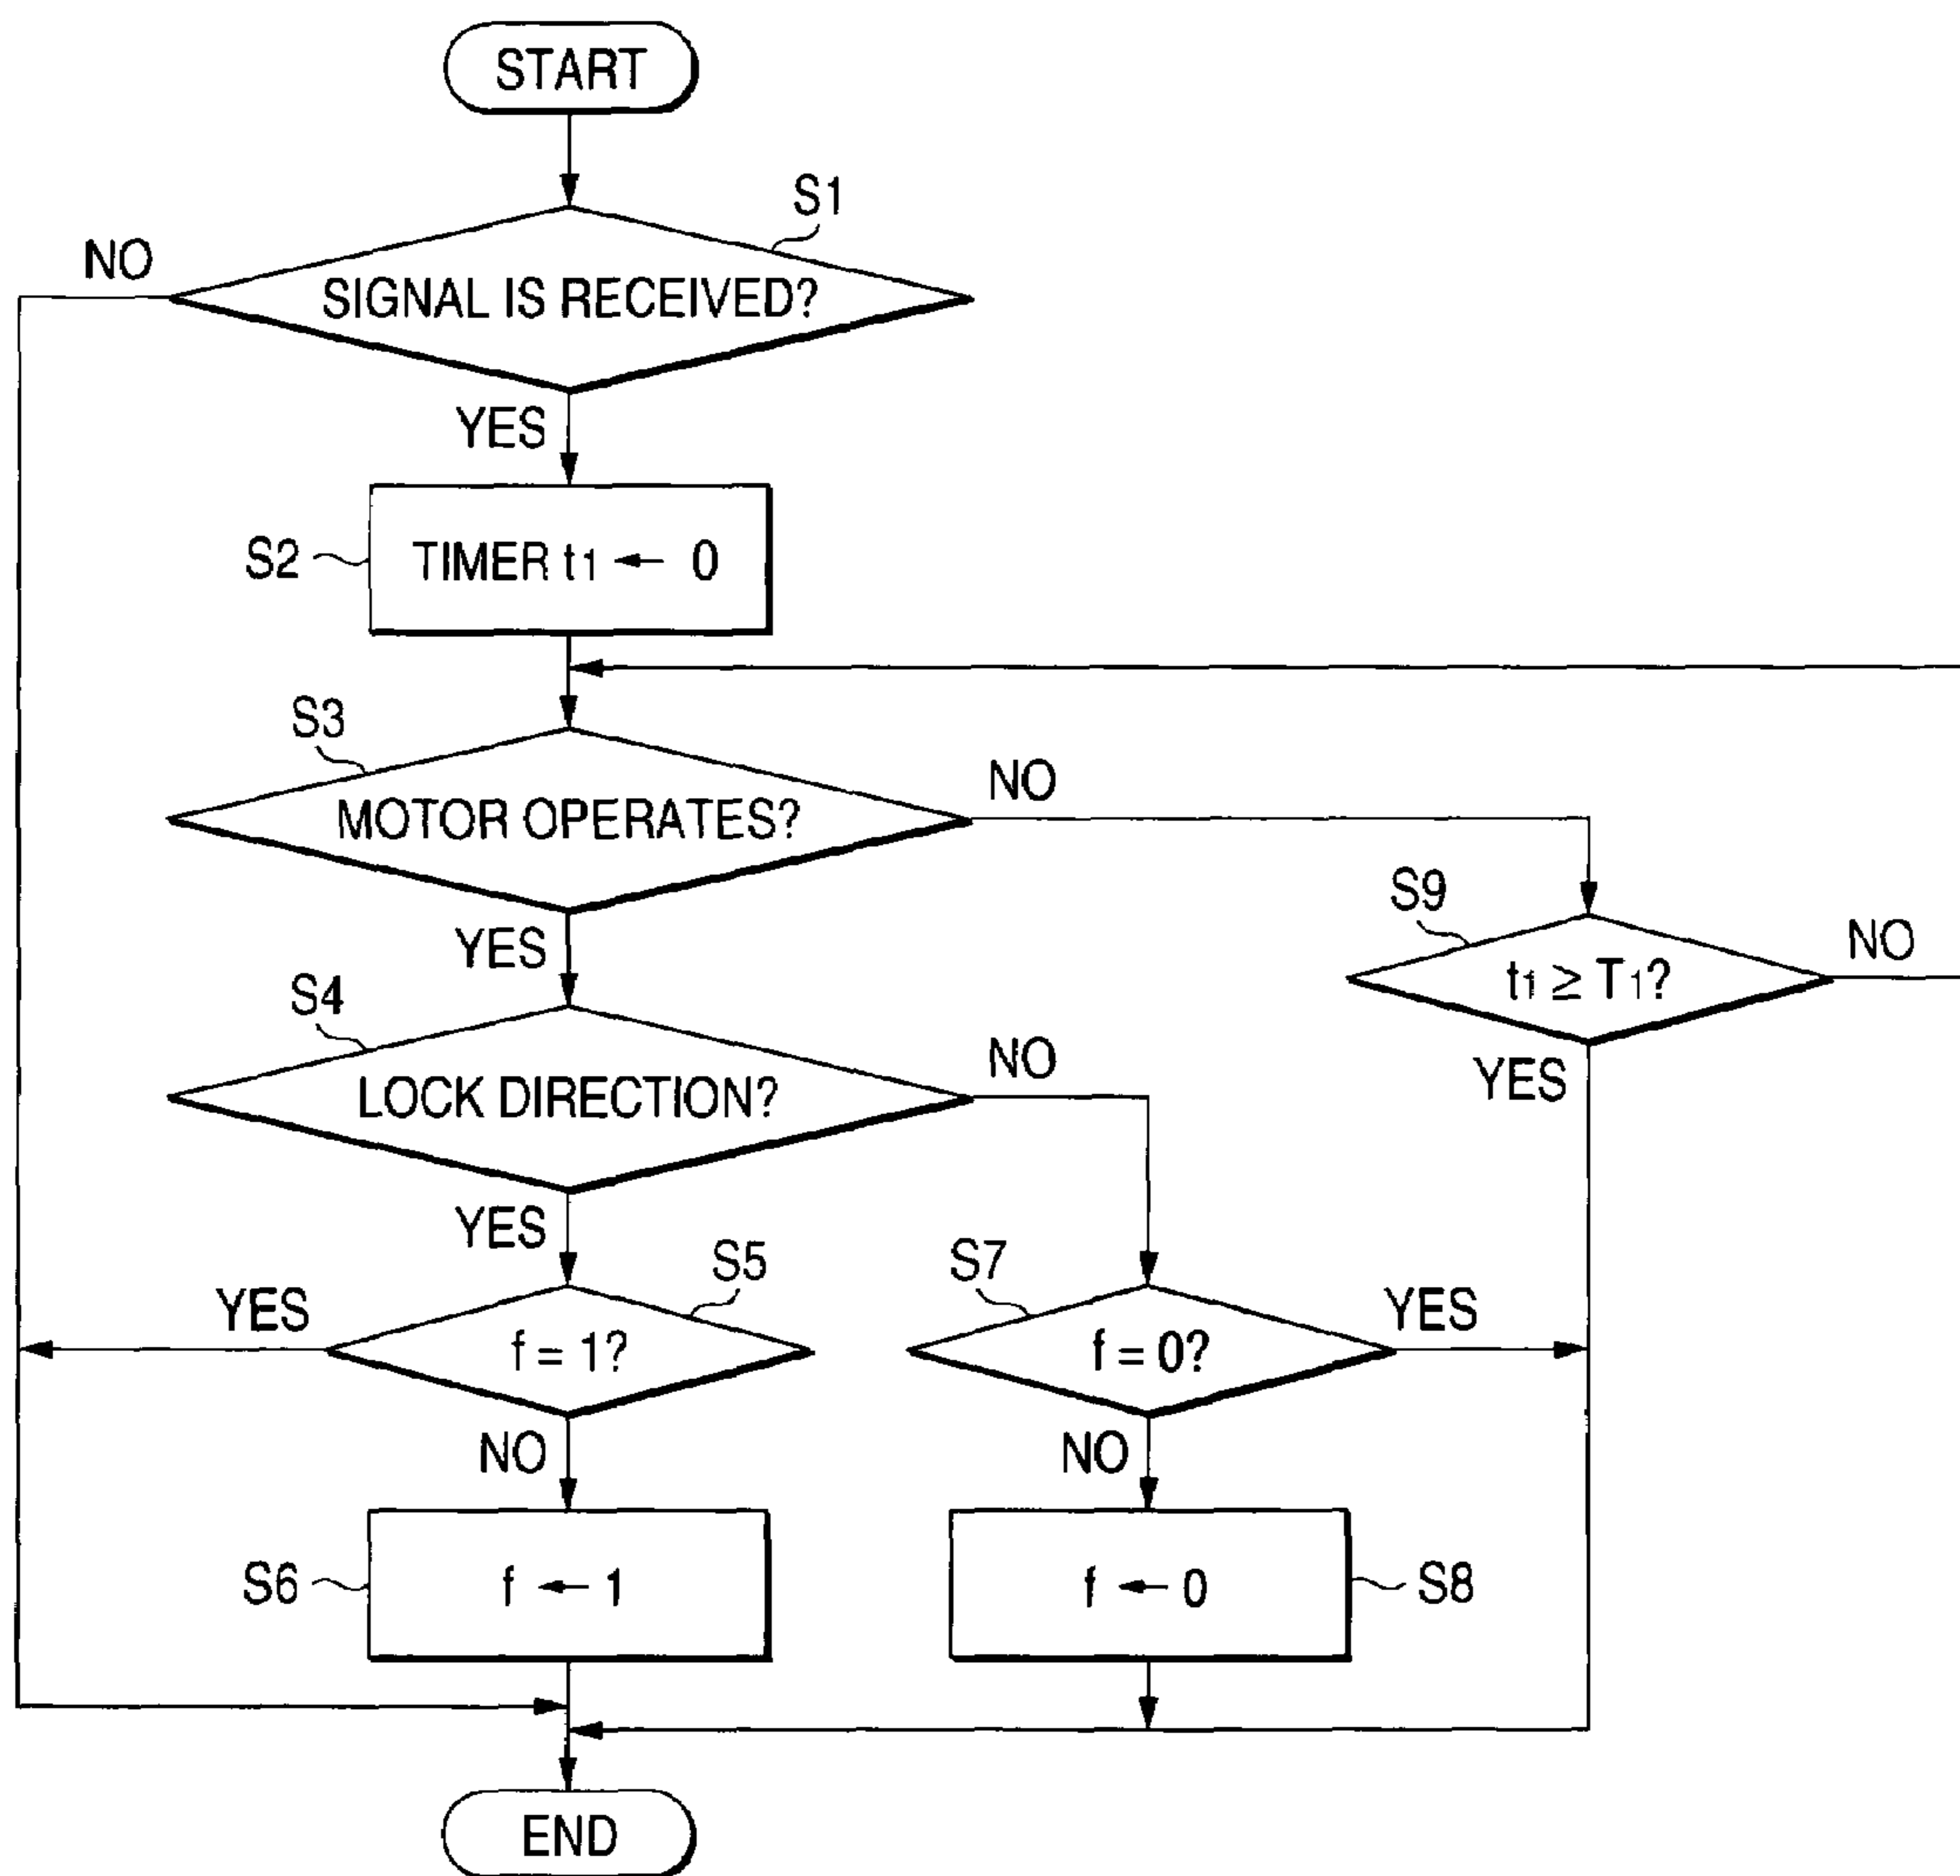 START
S1
NO
SIGNAL IS RECEIVED?
YES
S2
TIMER t1 ← 0
S3
NO
MOTOR OPERATES?
S9
YES
NO
t1 ≥ T1?
S4
NO
YES
LOCK DIRECTION?
YES
S5
S7
YES
YES
f = 1?
f = 0?
NO
NO
S6
f ← 1
f ← 0
S8
END